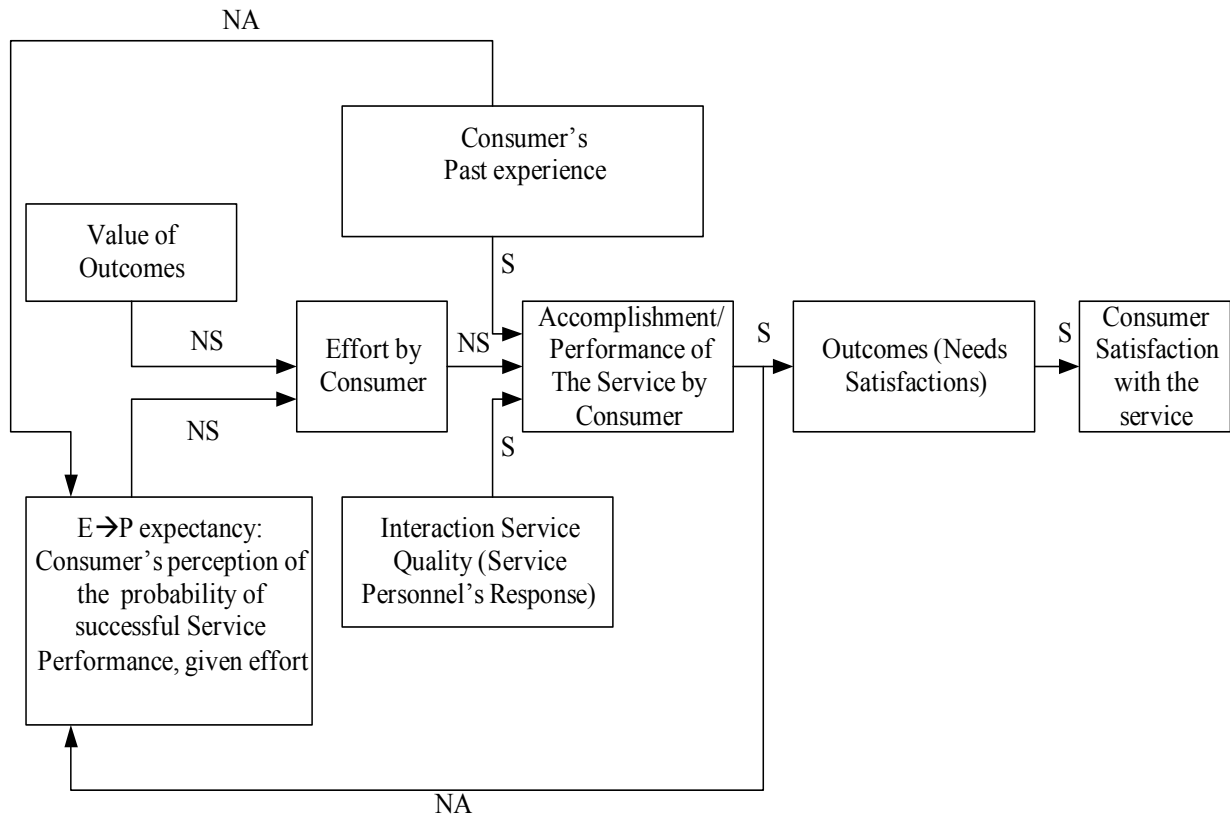 NA
Consumer’s
Past experience
Value of
Outcomes
S
NS
Effort by
Consumer
NS
Accomplishment/
Performance of
The Service by
Consumer
S
Outcomes (Needs
Satisfactions)
S
Consumer
Satisfaction
with the
service
NS
S
E→P expectancy:
Consumer’s perception of
the probability of
successful Service
Performance, given effort
Interaction Service
Quality (Service
Personnel’s Response)
NA